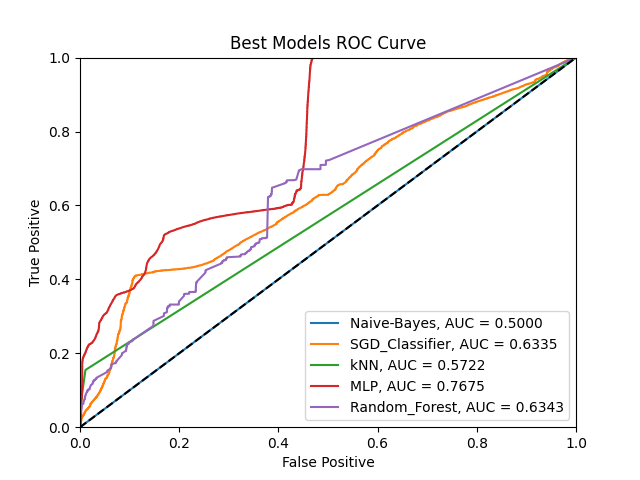 Best Models ROC Curve
True Positive
1.0
0.8
0.6
0.4
0.2
0.0
Naive-Bayes, AUC = 0.5000
SGD_Classifier, AUC = 0.6335
kNN, AUC = 0.5722
MLP, AUC = 0.7675
Random_Forest, AUC = 0.6343
0.0 0.2 0.4 0.6 0.8 1.0
False Positive